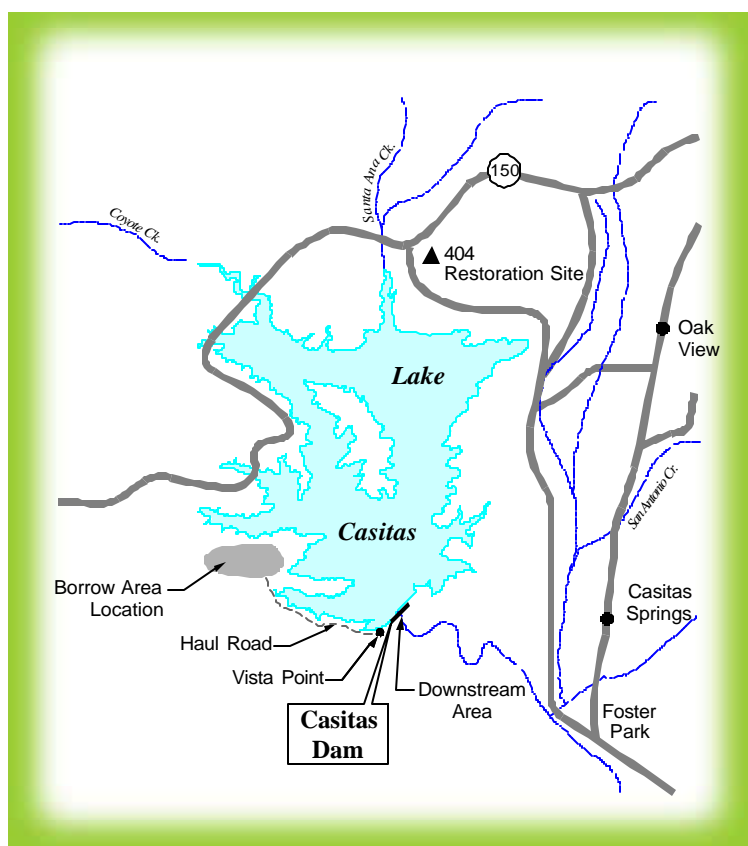 150
Santa Ana Ck.
Coyote Ck.
404
Restoration Site
Oak
View
Lake
San Antonio Cr.
Casitas
Borrow Area
Location
Casitas
Springs
Haul Road
Vista Point
Downstream
Area
Casitas
Dam
Foster
Park